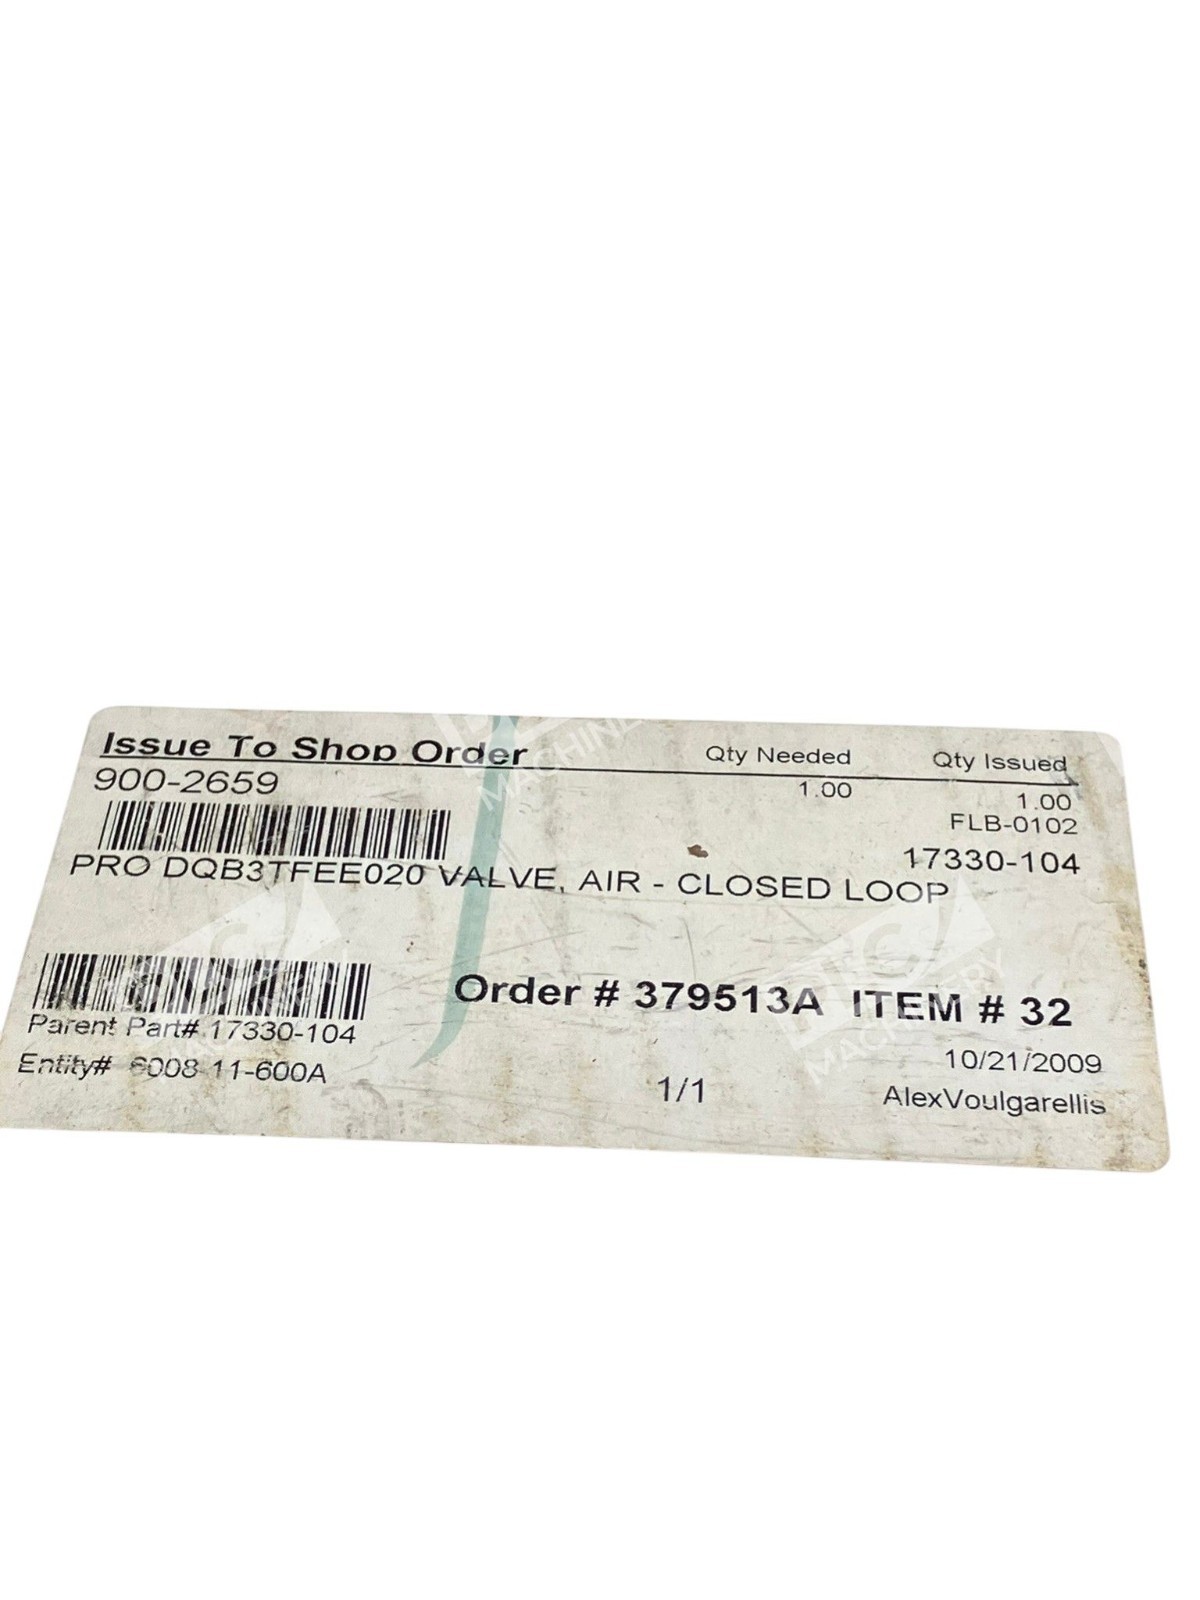 Issue To Shop Order Qty Needed Qty Issued
900-2659 1.00 1.00
FLB-0102
17330-104
PRO DQB3TFEE020 VALVE, AIR - CLOSED LOOP
Order # 379513A ITEM # 32
Parent Part# 17330-104
10/21/2009
Entity# 6008-11-600A
1/1
AlexVoulgarellis
MACHINERY